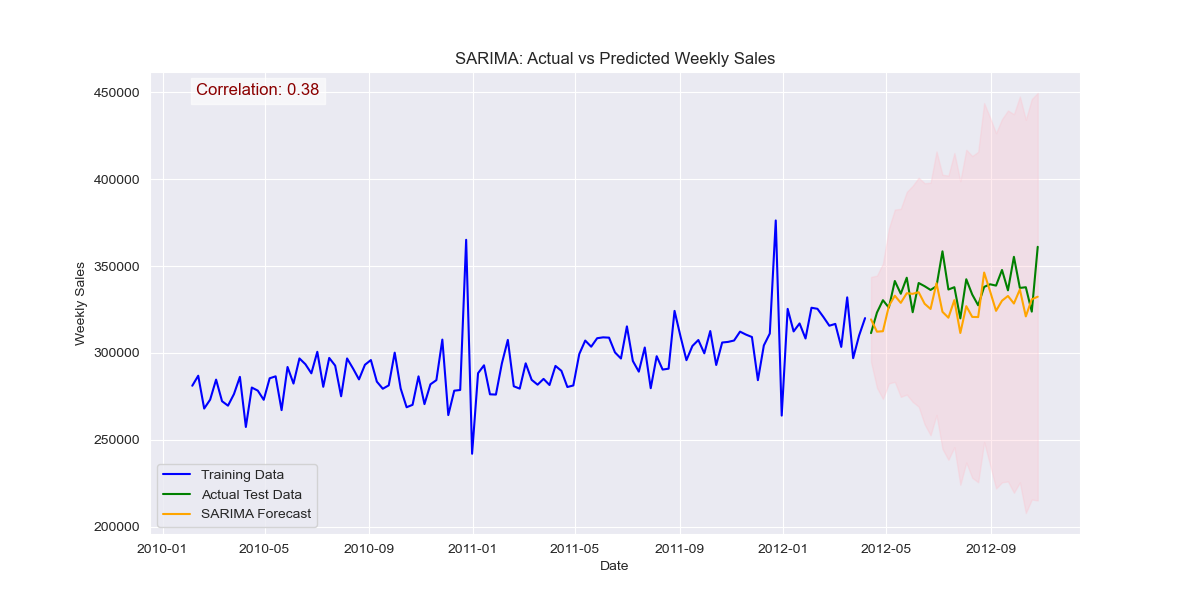 SARIMA: Actual vs Predicted Weekly Sales
Correlation: 0.38
450000
400000
350000
300000
250000
200000
Weekly Sales
Training Data
Actual Test Data
SARIMA Forecast
2010-01 2010-05 2010-09 2011-01 2011-05 2011-09 2012-01 2012-05 2012-09
Date